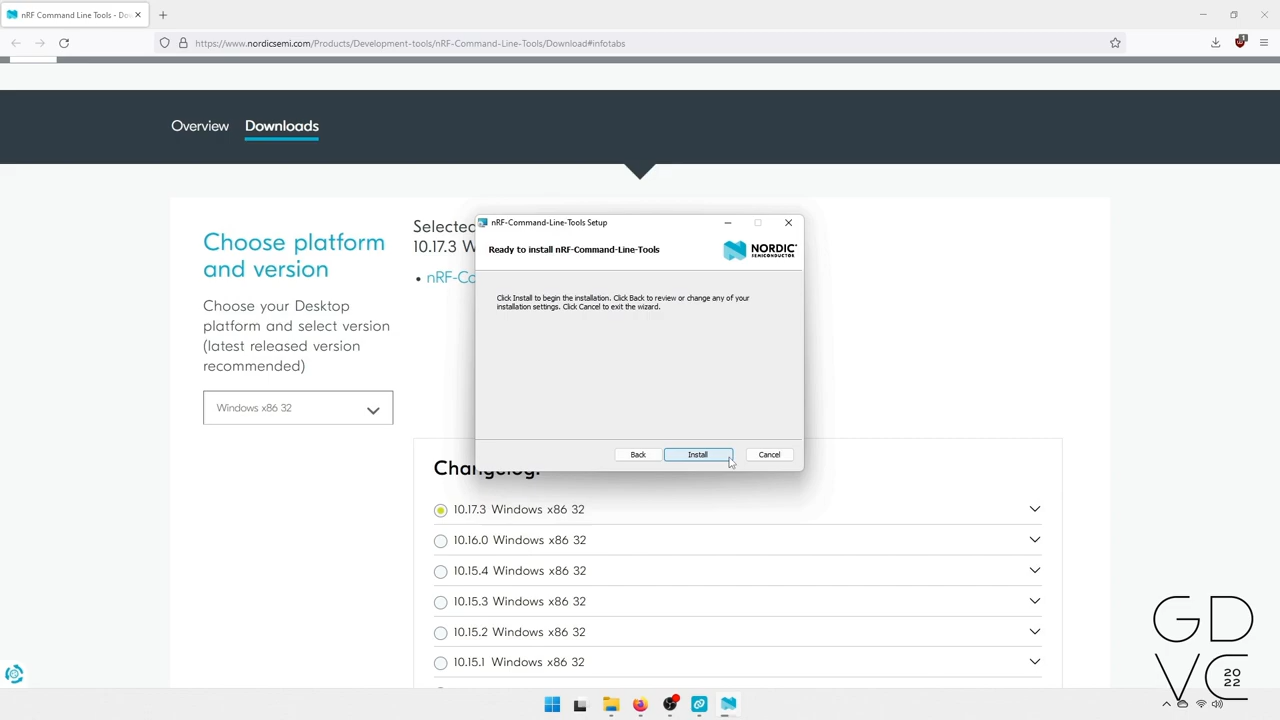 nRF Command Line Tools - Do
https://www.nordicsemi.com/Products/Development-tools/nRF-Command-Line-Tools/Download#infotabs
Overview
Downloads
Choose platform
and version
Choose your Desktop
platform and select version
(latest released version
recommended)
Windows x86 32
Selected
10.17.3 W
• nRF-Co
nRF-Command-Line-Tools Setup
Ready to install nRF-Command-Line-Tools
NORDIC
SEMICONDUCTOR
Click Install to begin the installation. Click Back to review or change any of your
installation settings. Click Cancel to exit the wizard.
Back
Install
Cancel
Changelog:
10.17.3 Windows x86 32
10.16.0 Windows x86 32
10.15.4 Windows x86 32
10.15.3 Windows x86 32
10.15.2 Windows x86 32
10.15.1 Windows x86 32
GD
VC
20
22